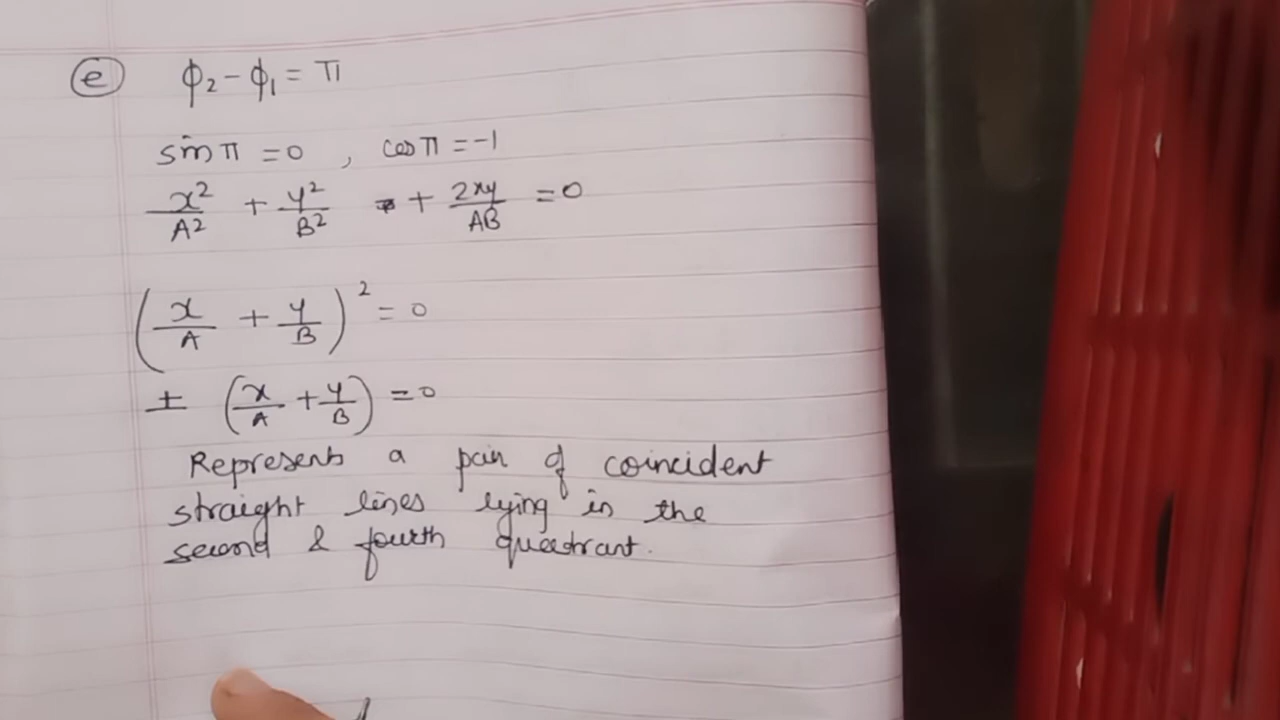 (e) ϕ₂ - ϕ₁ = π
sin π = 0 , cos π = -1
x²/A² + y²/B² + 2xy/AB = 0
(x/A + y/B)² = 0
± (x/A + y/B) = 0
Represents a pair of coincident
straight lines lying in the
second & fourth quadrant.